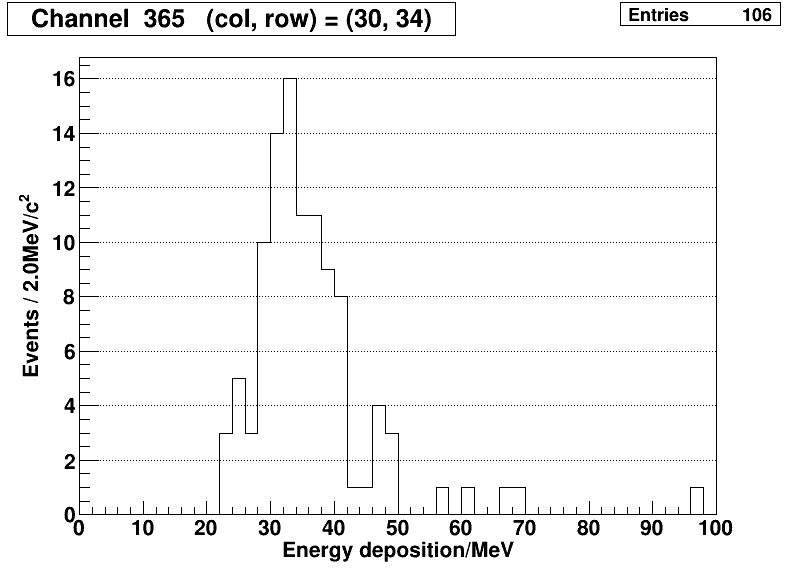 Channel 365 (col, row) = (30, 34)
Entries 106
16
14
12
10
8
6
4
2
0
Events / 2.0MeV/c²
0 10 20 30 40 50 60 70 80 90 100
Energy deposition/MeV